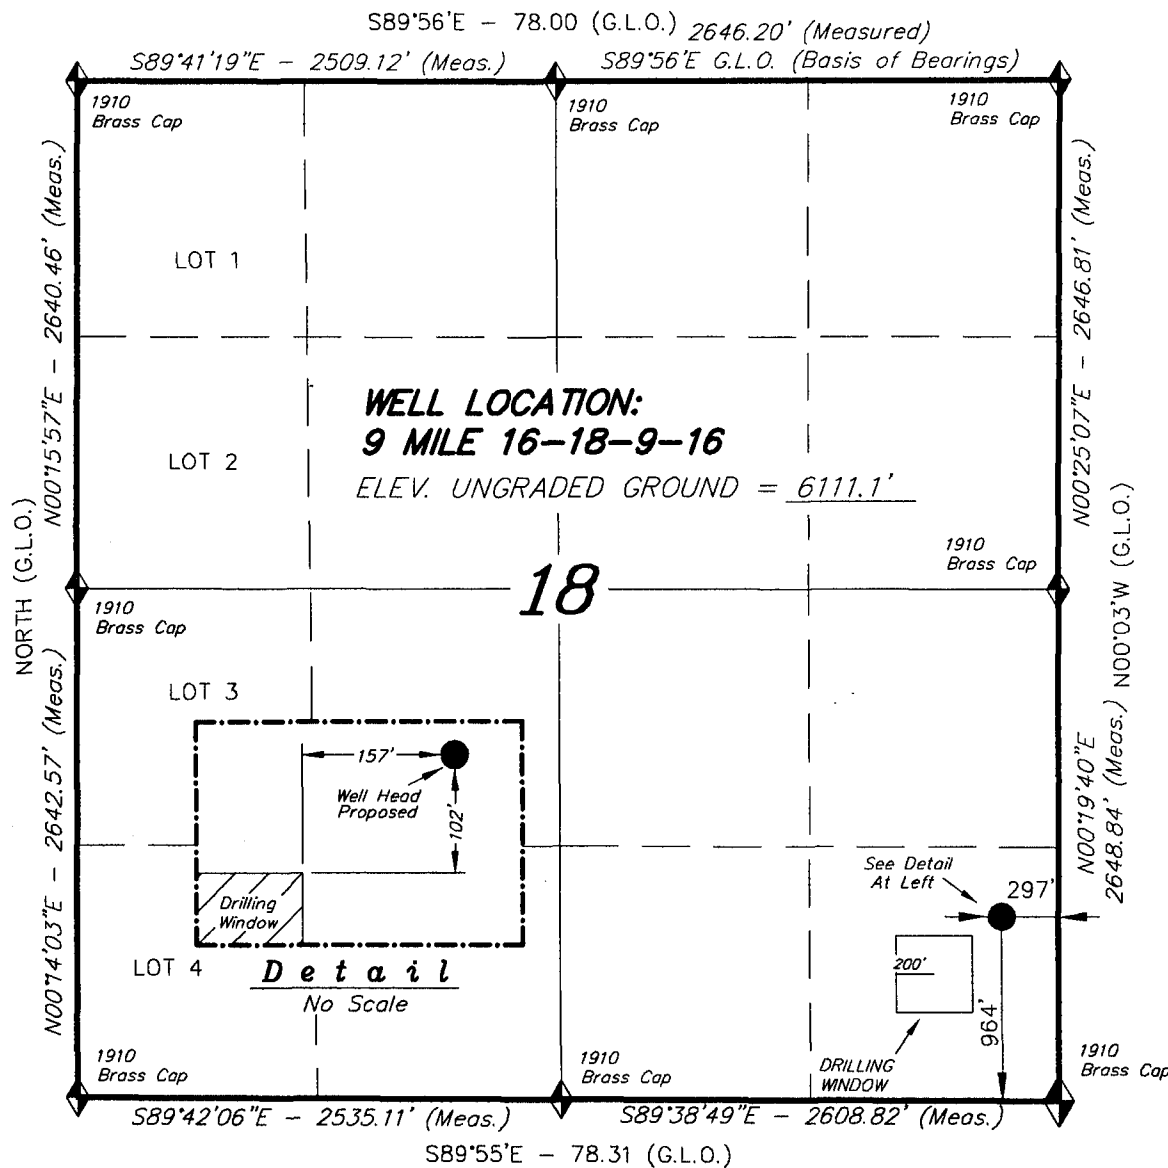 S89°56'E - 78.00 (G.L.O.)
2646.20' (Measured)
S89°41'19"E - 2509.12' (Meas.)
S89°56'E G.L.O. (Basis of Bearings)
1910
Brass Cap
1910
Brass Cap
1910
Brass Cap
N00°15'57"E - 2640.46' (Meas.)
N00°25'07"E - 2646.81' (Meas.)
LOT 1
WELL LOCATION:
9 MILE 16-18-9-16
ELEV. UNGRADED GROUND = 6111.1'
LOT 2
NORTH (G.L.O.)
N00°03'W (G.L.O.)
1910
Brass Cap
18
1910
Brass Cap
LOT 3
N00°14'03"E - 2642.57' (Meas.)
N00°19'40"E
2648.84' (Meas.)
157'
Well Head
Proposed
102'
Drilling
Window
See Detail
At Left
297'
200'
964'
LOT 4
Detail
No Scale
DRILLING
WINDOW
1910
Brass Cap
1910
Brass Cap
1910
Brass Cap
S89°42'06"E - 2535.11' (Meas.)
S89°38'49"E - 2608.82' (Meas.)
S89°55'E - 78.31 (G.L.O.)